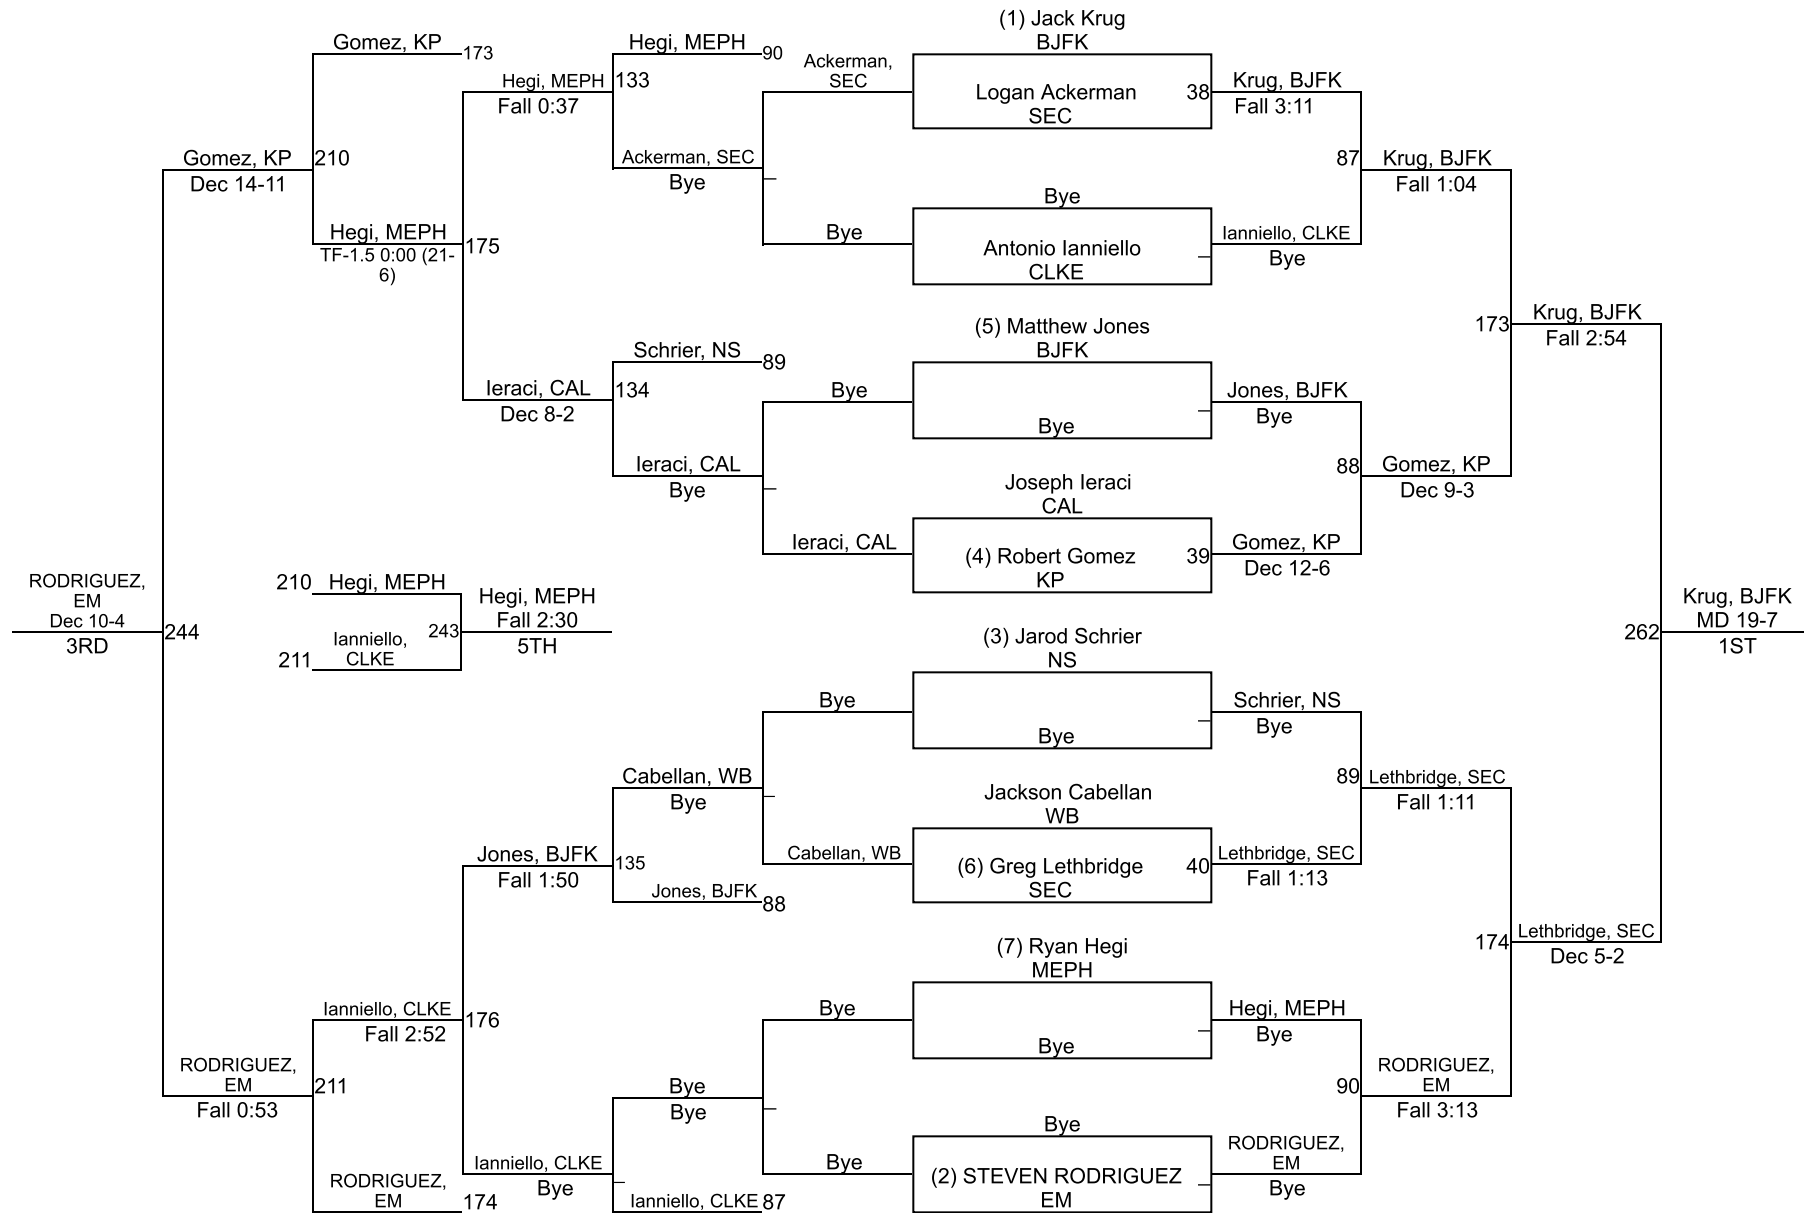 (1) Jack Krug
BJFK
Logan Ackerman
SEC
38
Bye
Antonio Ianniello
CLKE
(5) Matthew Jones
BJFK
Bye
Joseph Ieraci
CAL
(4) Robert Gomez
KP
39
(3) Jarod Schrier
NS
Bye
Jackson Cabellan
WB
(6) Greg Lethbridge
SEC
40
(7) Ryan Hegi
MEPH
Bye
Bye
(2) STEVEN RODRIGUEZ
EM
Krug, BJFK
Fall 3:11
Ianniello, CLKE
Bye
Jones, BJFK
Bye
Gomez, KP
Dec 12-6
Schrier, NS
Bye
Lethbridge, SEC
Fall 1:13
Hegi, MEPH
Bye
RODRIGUEZ,
EM
Bye
87
Krug, BJFK
Fall 1:04
88
Gomez, KP
Dec 9-3
89
Lethbridge, SEC
Fall 1:11
90
RODRIGUEZ,
EM
Fall 3:13
173
Krug, BJFK
Fall 2:54
174
Lethbridge, SEC
Dec 5-2
262
Krug, BJFK
MD 19-7
1ST
Ackerman,
SEC
Bye
Bye
Ieraci, CAL
Bye
Cabellan, WB
Bye
Bye
Hegi, MEPH
90
Ackerman, SEC
Bye
Schrier, NS
89
Ieraci, CAL
Bye
Cabellan, WB
Bye
Jones, BJFK
88
Bye
Bye
Ianniello, CLKE
87
Hegi, MEPH
133
Fall 0:37
Ieraci, CAL
134
Dec 8-2
Jones, BJFK
135
Fall 1:50
Ianniello, CLKE
Bye
Gomez, KP
173
Hegi, MEPH
175
TF-1.5 0:00 (21-
6)
Ianniello, CLKE
176
Fall 2:52
RODRIGUEZ,
EM
174
Gomez, KP
210
Dec 14-11
RODRIGUEZ,
EM
211
Fall 0:53
RODRIGUEZ,
EM
Dec 10-4
244
3RD
210
Hegi, MEPH
211
Ianniello,
CLKE
243
Hegi, MEPH
Fall 2:30
5TH